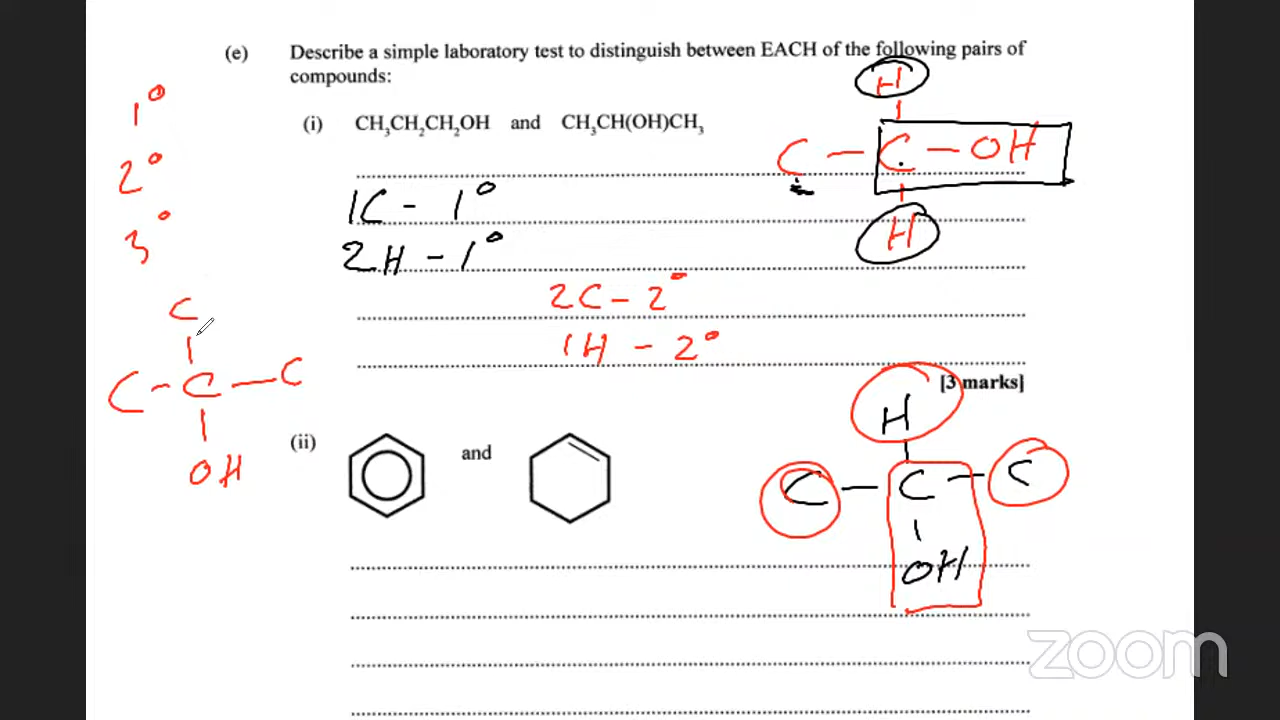 (e) Describe a simple laboratory test to distinguish between EACH of the following pairs of
compounds:
1°
2°
3°
(i) CH₃CH₂CH₂OH and CH₃CH(OH)CH₃
H
C - C - OH
H
1C - 1°
2H - 1°
2C - 2°
1H - 2°
[3 marks]
C
C - C - C
OH
(ii) and
H
C - C - C
OH
zoom